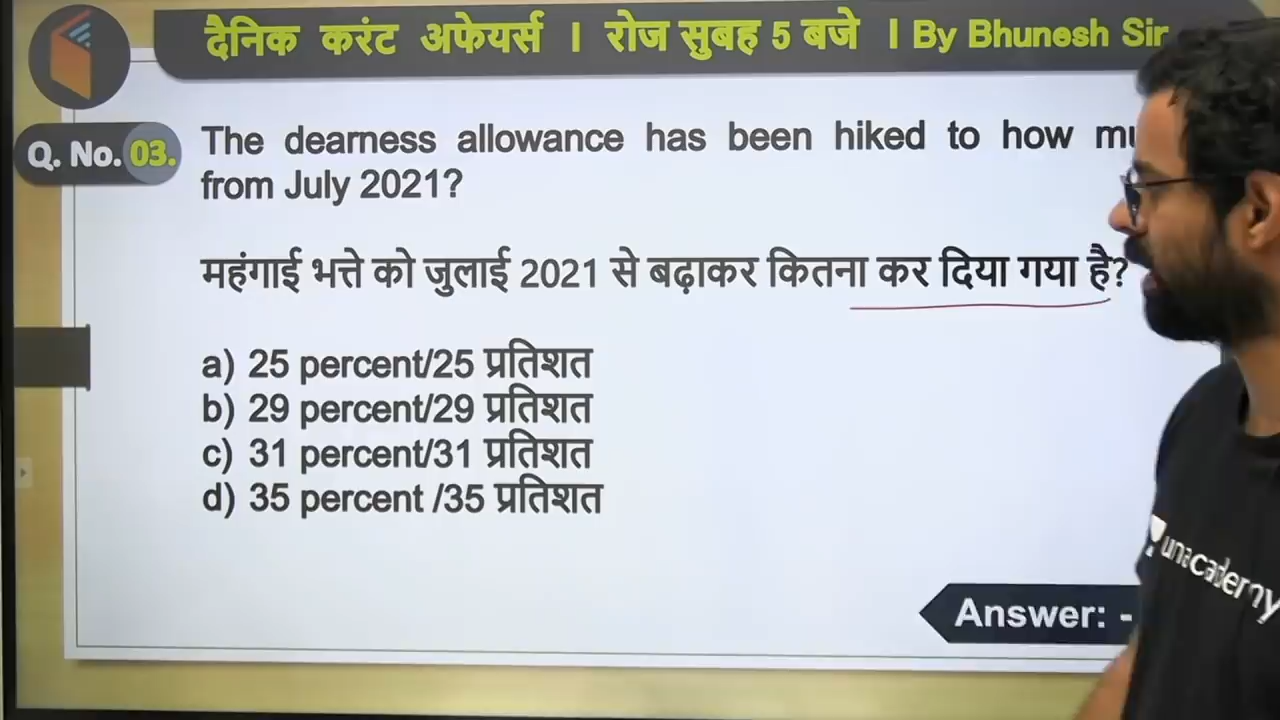 दैनिक करंट अफेयर्स । रोज सुबह 5 बजे । By Bhunesh Sir
Q. No. 03.
The dearness allowance has been hiked to how
from July 2021?
महंगाई भत्ते को जुलाई 2021 से बढ़ाकर कितना कर दिया गया है?
a) 25 percent/25 प्रतिशत
b) 29 percent/29 प्रतिशत
c) 31 percent/31 प्रतिशत
d) 35 percent /35 प्रतिशत
Answer: -
unacademy